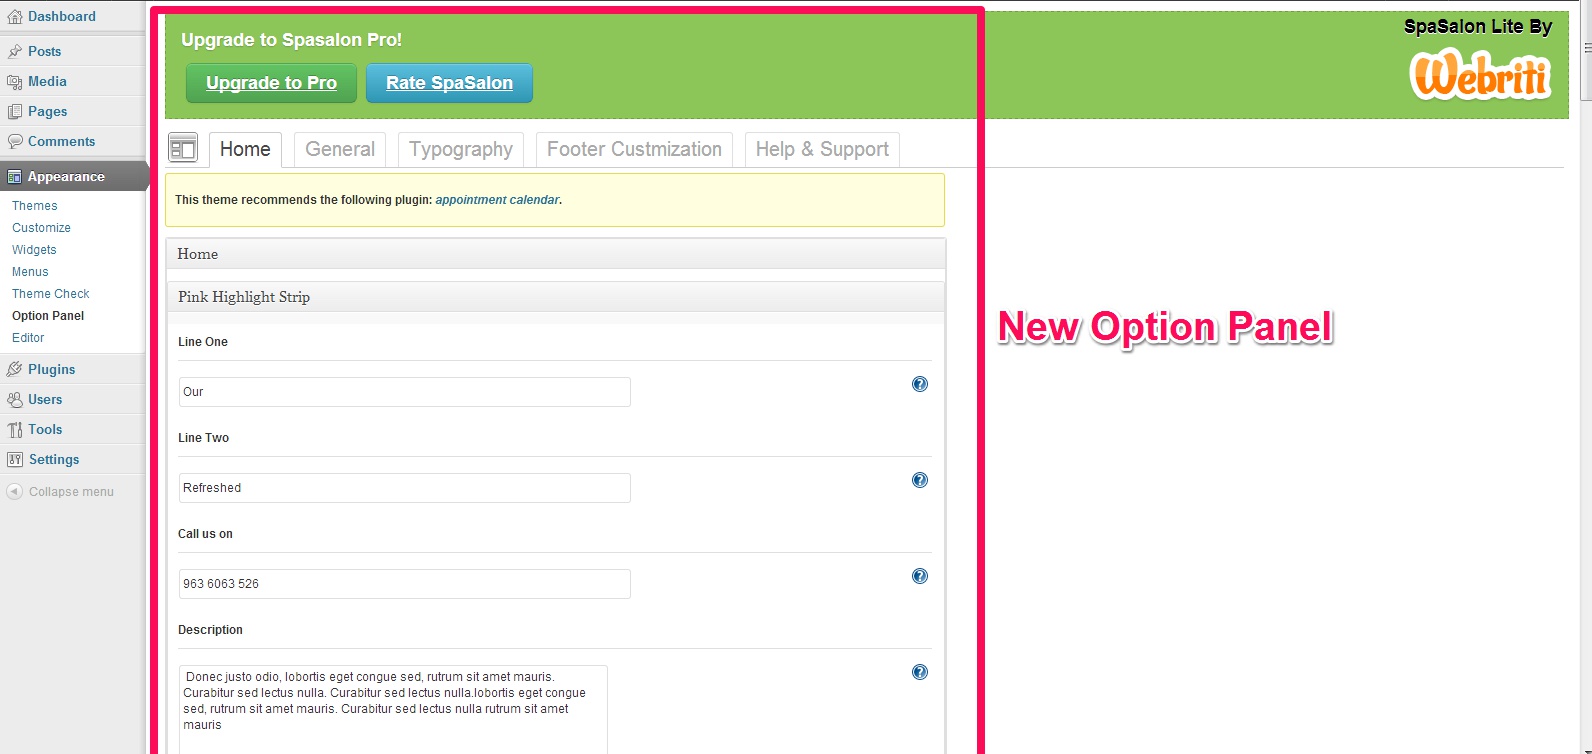 Dashboard
Posts
Media
Pages
Comments
Appearance
Themes
Customize
Widgets
Menus
Theme Check
Option Panel
Editor
Plugins
Users
Tools
Settings
Collapse menu
Upgrade to Spasalon Pro!
Upgrade to Pro Rate SpaSalon
SpaSalon Lite By
Webriti
Home General Typography Footer Custmization Help & Support
This theme recommends the following plugin: appointment calendar.
Home
Pink Highlight Strip
Line One
Our
Line Two
Refreshed
Call us on
963 6063 526
Description
Donec justo odio, lobortis eget congue sed, rutrum sit amet mauris.
Curabitur sed lectus nulla. Curabitur sed lectus nulla.lobortis eget congue
sed, rutrum sit amet mauris. Curabitur sed lectus nulla rutrum sit amet
mauris
New Option Panel